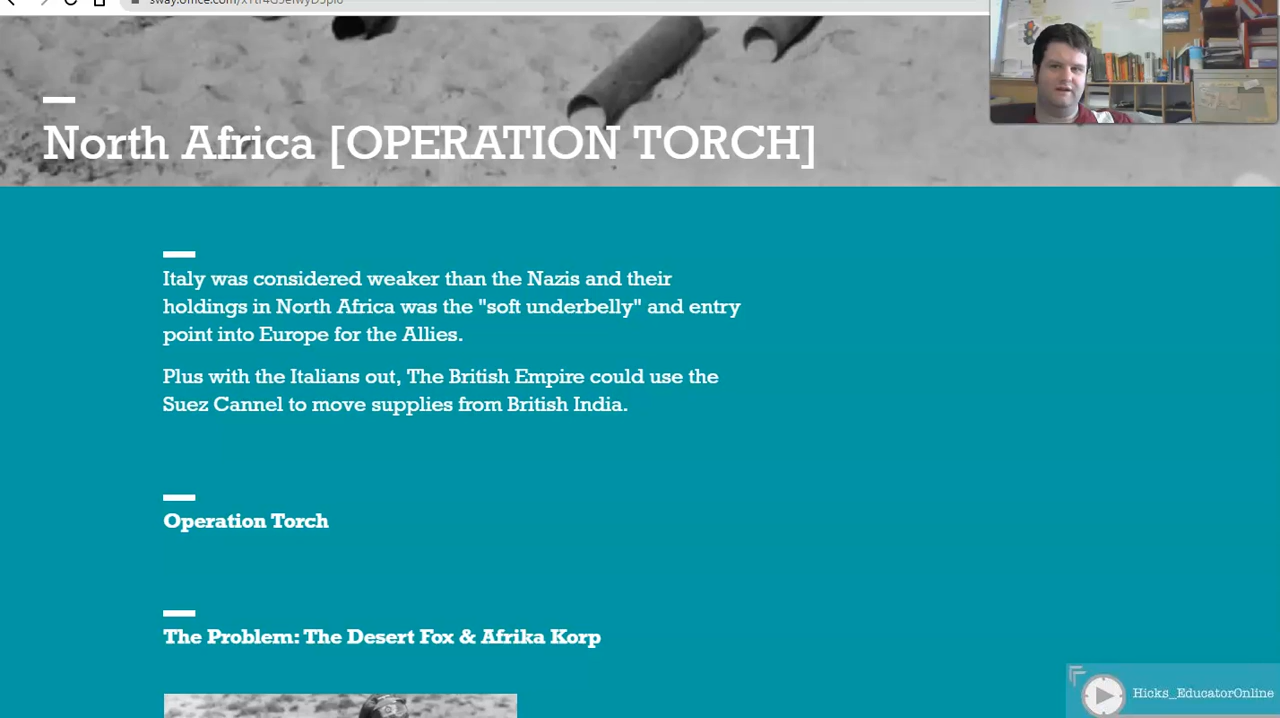 North Africa [OPERATION TORCH]
Italy was considered weaker than the Nazis and their
holdings in North Africa was the "soft underbelly" and entry
point into Europe for the Allies.
Plus with the Italians out, The British Empire could use the
Suez Cannel to move supplies from British India.
Operation Torch
The Problem: The Desert Fox & Afrika Korp
Hicks_EducatorOnline